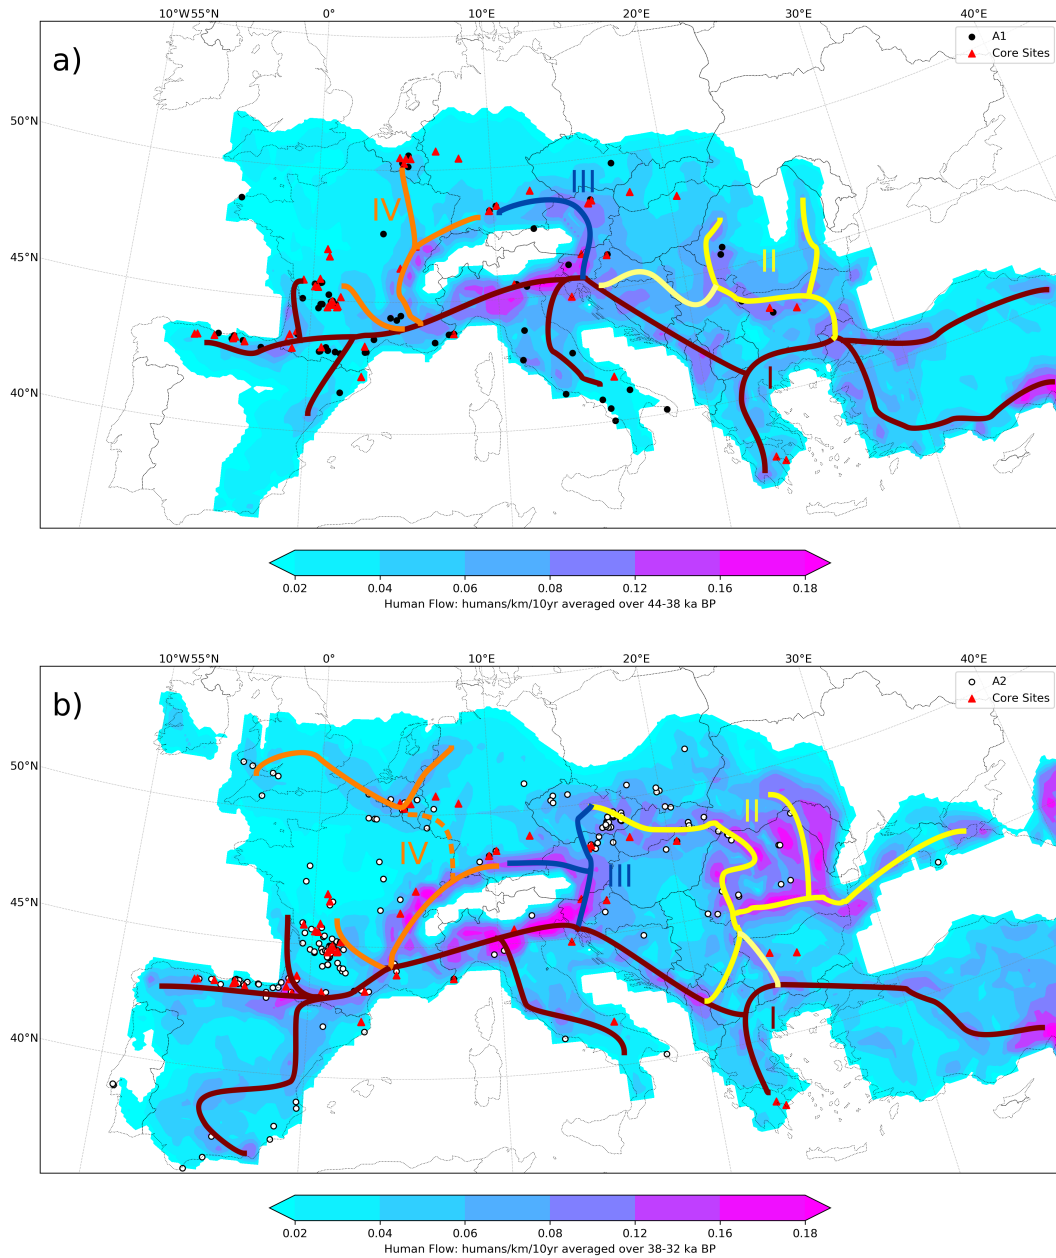 10°W55°N 0° 10°E 20°E 30°E 40°E
a)
A1
Core Sites
50°N
III
IV
45°N
II
40°N
I
0.02 0.04 0.06 0.08 0.12 0.16 0.18
Human Flow: humans/km/10yr averaged over 44-38 ka BP
10°W55°N 0° 10°E 20°E 30°E 40°E
b)
A2
Core Sites
50°N
II
IV
III
45°N
I
40°N
0.02 0.04 0.06 0.08 0.12 0.16 0.18
Human Flow: humans/km/10yr averaged over 38-32 ka BP